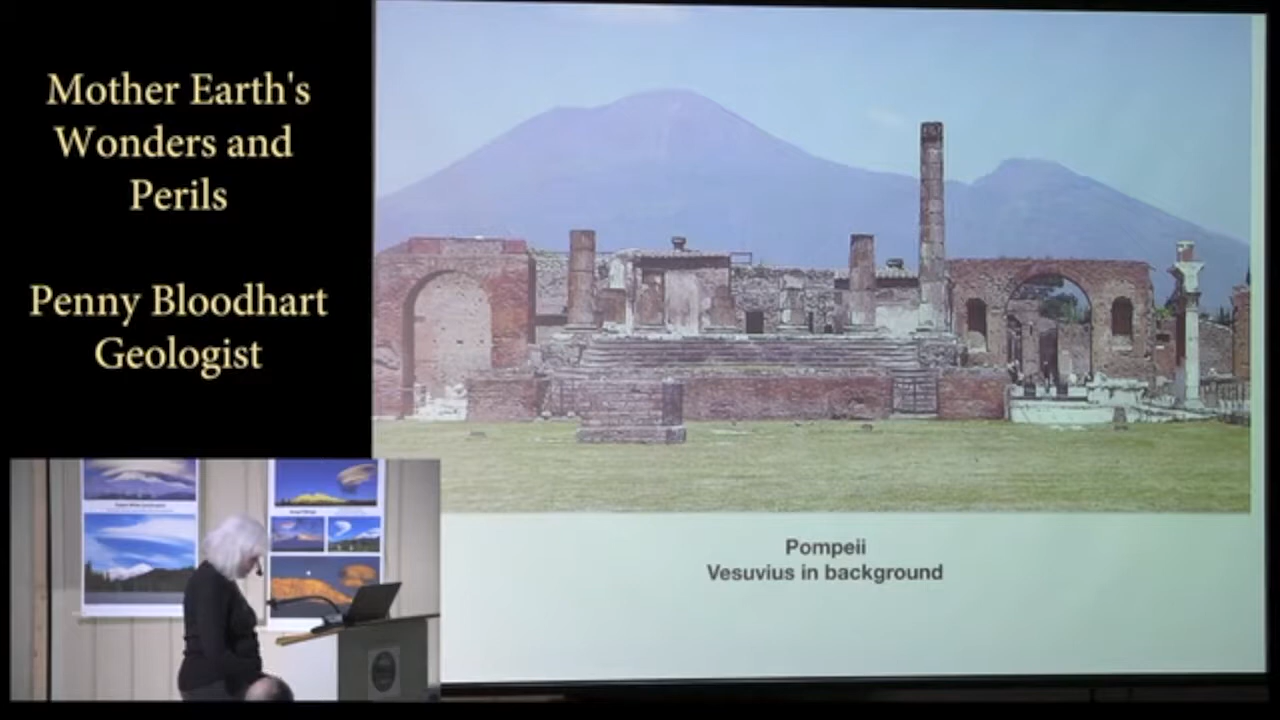 Mother Earth's
Wonders and
Perils
Penny Bloodhart
Geologist
Pompeii
Vesuvius in background